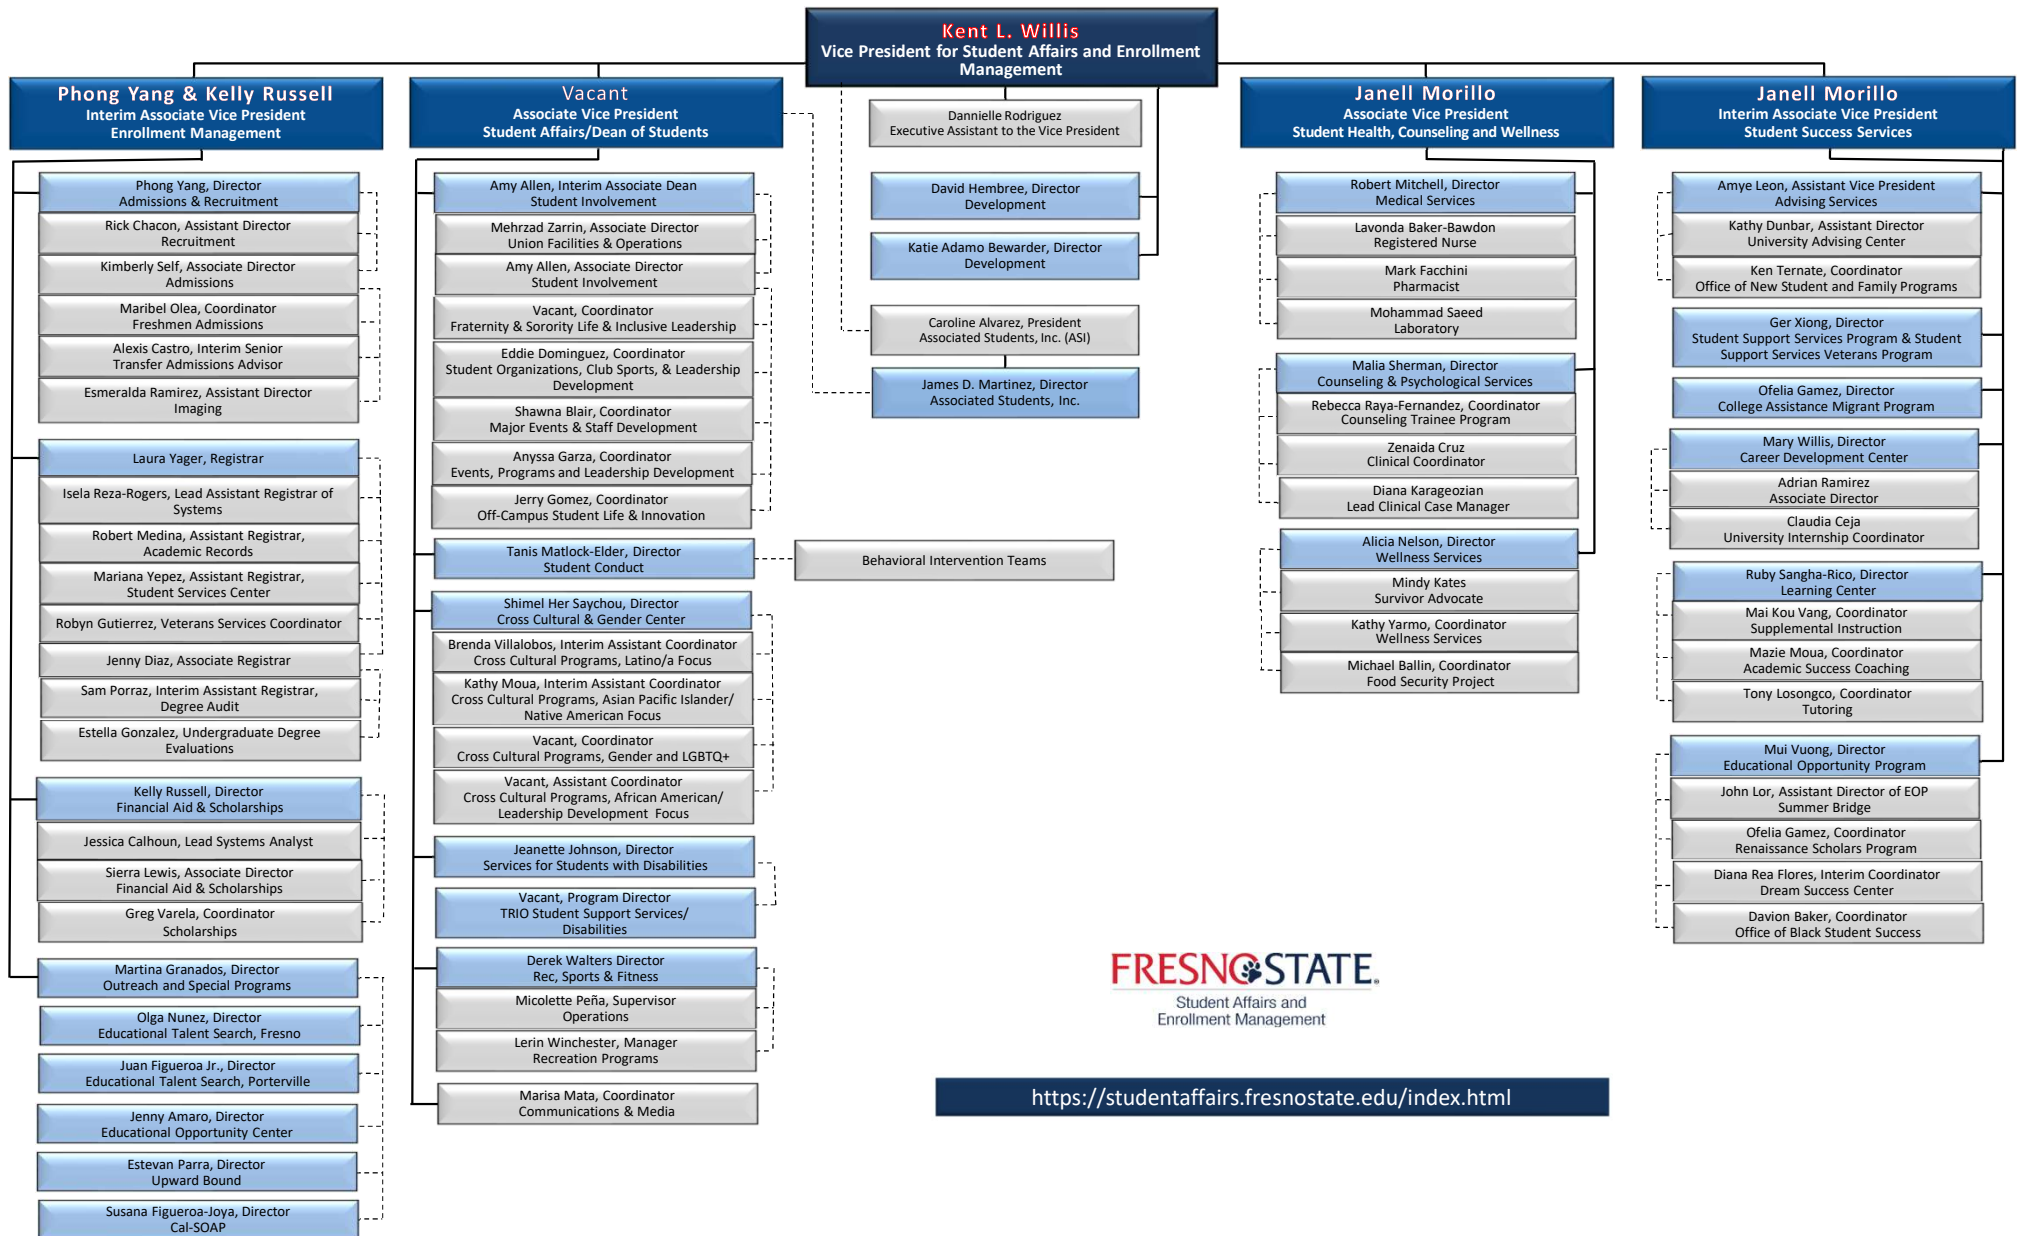 Kent L. Willis
Vice President for Student Affairs and Enrollment
Management
Phong Yang & Kelly Russell
Interim Associate Vice President
Enrollment Management
Phong Yang, Director
Admissions & Recruitment
Rick Chacon, Assistant Director
Recruitment
Kimberly Self, Associate Director
Admissions
Maribel Olea, Coordinator
Freshmen Admissions
Alexis Castro, Interim Senior
Transfer Admissions Advisor
Esmeralda Ramirez, Assistant Director
Imaging
Laura Yager, Registrar
Isela Reza-Rogers, Lead Assistant Registrar of
Systems
Robert Medina, Assistant Registrar,
Academic Records
Mariana Yepez, Assistant Registrar,
Student Services Center
Robyn Gutierrez, Veterans Services Coordinator
Jenny Diaz, Associate Registrar
Sam Porraz, Interim Assistant Registrar,
Degree Audit
Estella Gonzalez, Undergraduate Degree
Evaluations
Kelly Russell, Director
Financial Aid & Scholarships
Jessica Calhoun, Lead Systems Analyst
Sierra Lewis, Associate Director
Financial Aid & Scholarships
Greg Varela, Coordinator
Scholarships
Martina Granados, Director
Outreach and Special Programs
Olga Nunez, Director
Educational Talent Search, Fresno
Juan Figueroa Jr., Director
Educational Talent Search, Porterville
Jenny Amaro, Director
Educational Opportunity Center
Estevan Parra, Director
Upward Bound
Susana Figueroa-Joya, Director
Cal-SOAP
Vacant
Associate Vice President
Student Affairs/Dean of Students
Amy Allen, Interim Associate Dean
Student Involvement
Mehrzad Zarrin, Associate Director
Union Facilities & Operations
Amy Allen, Associate Director
Student Involvement
Vacant, Coordinator
Fraternity & Sorority Life & Inclusive Leadership
Eddie Dominguez, Coordinator
Student Organizations, Club Sports, & Leadership
Development
Shawna Blair, Coordinator
Major Events & Staff Development
Anyssa Garza, Coordinator
Events, Programs and Leadership Development
Jerry Gomez, Coordinator
Off-Campus Student Life & Innovation
Tanis Matlock-Elder, Director
Student Conduct
Behavioral Intervention Teams
Shimel Her Saychou, Director
Cross Cultural & Gender Center
Brenda Villalobos, Interim Assistant Coordinator
Cross Cultural Programs, Latino/a Focus
Kathy Moua, Interim Assistant Coordinator
Cross Cultural Programs, Asian Pacific Islander/
Native American Focus
Vacant, Coordinator
Cross Cultural Programs, Gender and LGBTQ+
Vacant, Assistant Coordinator
Cross Cultural Programs, African American/
Leadership Development Focus
Jeanette Johnson, Director
Services for Students with Disabilities
Vacant, Program Director
TRIO Student Support Services/
Disabilities
Derek Walters Director
Rec, Sports & Fitness
Micolette Peña, Supervisor
Operations
Lerin Winchester, Manager
Recreation Programs
Marisa Mata, Coordinator
Communications & Media
Dannielle Rodriguez
Executive Assistant to the Vice President
David Hembree, Director
Development
Katie Adamo Bewarder, Director
Development
Caroline Alvarez, President
Associated Students, Inc. (ASI)
James D. Martinez, Director
Associated Students, Inc.
Janell Morillo
Associate Vice President
Student Health, Counseling and Wellness
Robert Mitchell, Director
Medical Services
Lavonda Baker-Bawdon
Registered Nurse
Mark Facchini
Pharmacist
Mohammad Saeed
Laboratory
Malia Sherman, Director
Counseling & Psychological Services
Rebecca Raya-Fernandez, Coordinator
Counseling Trainee Program
Zenaida Cruz
Clinical Coordinator
Diana Karageozian
Lead Clinical Case Manager
Alicia Nelson, Director
Wellness Services
Mindy Kates
Survivor Advocate
Kathy Yarmo, Coordinator
Wellness Services
Michael Ballin, Coordinator
Food Security Project
Janell Morillo
Interim Associate Vice President
Student Success Services
Amye Leon, Assistant Vice President
Advising Services
Kathy Dunbar, Assistant Director
University Advising Center
Ken Ternate, Coordinator
Office of New Student and Family Programs
Ger Xiong, Director
Student Support Services Program & Student
Support Services Veterans Program
Ofelia Gamez, Director
College Assistance Migrant Program
Mary Willis, Director
Career Development Center
Adrian Ramirez
Associate Director
Claudia Ceja
University Internship Coordinator
Ruby Sangha-Rico, Director
Learning Center
Mai Kou Vang, Coordinator
Supplemental Instruction
Mazie Moua, Coordinator
Academic Success Coaching
Tony Losongco, Coordinator
Tutoring
Mui Vuong, Director
Educational Opportunity Program
John Lor, Assistant Director of EOP
Summer Bridge
Ofelia Gamez, Coordinator
Renaissance Scholars Program
Diana Rea Flores, Interim Coordinator
Dream Success Center
Davion Baker, Coordinator
Office of Black Student Success
FRESNO STATE.
Student Affairs and
Enrollment Management
https://studentaffairs.fresnostate.edu/index.html